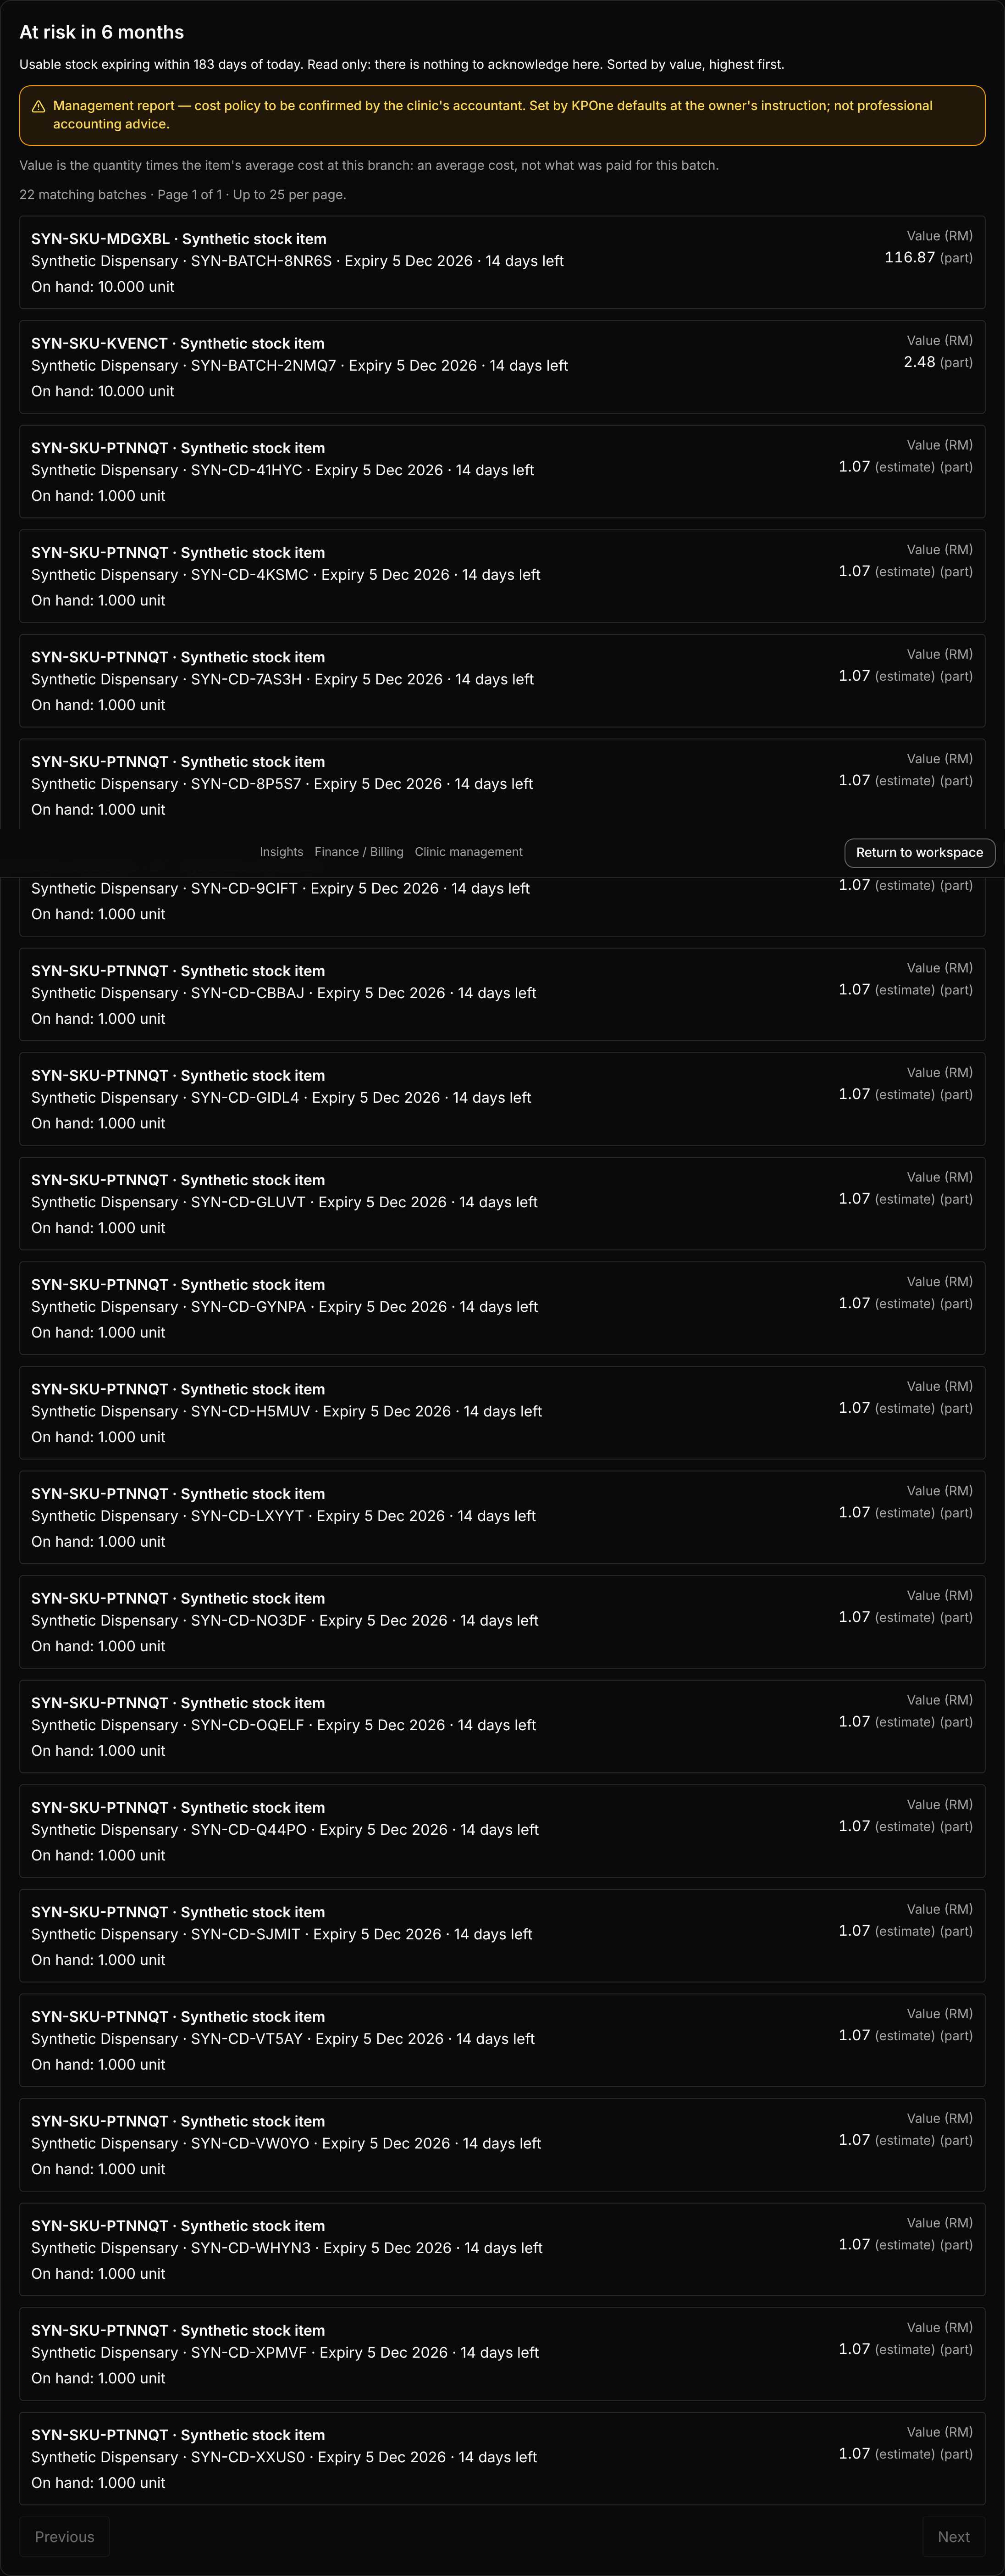 At risk in 6 months
Usable stock expiring within 183 days of today. Read only: there is nothing to acknowledge here. Sorted by value, highest first.
Management report — cost policy to be confirmed by the clinic's accountant. Set by KPOne defaults at the owner's instruction; not professional
accounting advice.
Value is the quantity times the item's average cost at this branch: an average cost, not what was paid for this batch.
22 matching batches · Page 1 of 1 · Up to 25 per page.
SYN-SKU-MDGXBL · Synthetic stock item
Value (RM)
Synthetic Dispensary · SYN-BATCH-8NR6S · Expiry 5 Dec 2026 · 14 days left
116.87 (part)
On hand: 10.000 unit
SYN-SKU-KVENCT · Synthetic stock item
Value (RM)
Synthetic Dispensary · SYN-BATCH-2NMQ7 · Expiry 5 Dec 2026 · 14 days left
2.48 (part)
On hand: 10.000 unit
SYN-SKU-PTNNQT · Synthetic stock item
Value (RM)
Synthetic Dispensary · SYN-CD-41HYC · Expiry 5 Dec 2026 · 14 days left
1.07 (estimate) (part)
On hand: 1.000 unit
SYN-SKU-PTNNQT · Synthetic stock item
Value (RM)
Synthetic Dispensary · SYN-CD-4KSMC · Expiry 5 Dec 2026 · 14 days left
1.07 (estimate) (part)
On hand: 1.000 unit
SYN-SKU-PTNNQT · Synthetic stock item
Value (RM)
Synthetic Dispensary · SYN-CD-7AS3H · Expiry 5 Dec 2026 · 14 days left
1.07 (estimate) (part)
On hand: 1.000 unit
SYN-SKU-PTNNQT · Synthetic stock item
Value (RM)
Synthetic Dispensary · SYN-CD-8P5S7 · Expiry 5 Dec 2026 · 14 days left
1.07 (estimate) (part)
On hand: 1.000 unit
Insights Finance / Billing Clinic management
Return to workspace
Synthetic Dispensary · SYN-CD-9CIFT · Expiry 5 Dec 2026 · 14 days left
1.07 (estimate) (part)
On hand: 1.000 unit
SYN-SKU-PTNNQT · Synthetic stock item
Value (RM)
Synthetic Dispensary · SYN-CD-CBBAJ · Expiry 5 Dec 2026 · 14 days left
1.07 (estimate) (part)
On hand: 1.000 unit
SYN-SKU-PTNNQT · Synthetic stock item
Value (RM)
Synthetic Dispensary · SYN-CD-GIDL4 · Expiry 5 Dec 2026 · 14 days left
1.07 (estimate) (part)
On hand: 1.000 unit
SYN-SKU-PTNNQT · Synthetic stock item
Value (RM)
Synthetic Dispensary · SYN-CD-GLUVT · Expiry 5 Dec 2026 · 14 days left
1.07 (estimate) (part)
On hand: 1.000 unit
SYN-SKU-PTNNQT · Synthetic stock item
Value (RM)
Synthetic Dispensary · SYN-CD-GYNPA · Expiry 5 Dec 2026 · 14 days left
1.07 (estimate) (part)
On hand: 1.000 unit
SYN-SKU-PTNNQT · Synthetic stock item
Value (RM)
Synthetic Dispensary · SYN-CD-H5MUV · Expiry 5 Dec 2026 · 14 days left
1.07 (estimate) (part)
On hand: 1.000 unit
SYN-SKU-PTNNQT · Synthetic stock item
Value (RM)
Synthetic Dispensary · SYN-CD-LXYYT · Expiry 5 Dec 2026 · 14 days left
1.07 (estimate) (part)
On hand: 1.000 unit
SYN-SKU-PTNNQT · Synthetic stock item
Value (RM)
Synthetic Dispensary · SYN-CD-NO3DF · Expiry 5 Dec 2026 · 14 days left
1.07 (estimate) (part)
On hand: 1.000 unit
SYN-SKU-PTNNQT · Synthetic stock item
Value (RM)
Synthetic Dispensary · SYN-CD-OQELF · Expiry 5 Dec 2026 · 14 days left
1.07 (estimate) (part)
On hand: 1.000 unit
SYN-SKU-PTNNQT · Synthetic stock item
Value (RM)
Synthetic Dispensary · SYN-CD-Q44PO · Expiry 5 Dec 2026 · 14 days left
1.07 (estimate) (part)
On hand: 1.000 unit
SYN-SKU-PTNNQT · Synthetic stock item
Value (RM)
Synthetic Dispensary · SYN-CD-SJMIT · Expiry 5 Dec 2026 · 14 days left
1.07 (estimate) (part)
On hand: 1.000 unit
SYN-SKU-PTNNQT · Synthetic stock item
Value (RM)
Synthetic Dispensary · SYN-CD-VT5AY · Expiry 5 Dec 2026 · 14 days left
1.07 (estimate) (part)
On hand: 1.000 unit
SYN-SKU-PTNNQT · Synthetic stock item
Value (RM)
Synthetic Dispensary · SYN-CD-VW0YO · Expiry 5 Dec 2026 · 14 days left
1.07 (estimate) (part)
On hand: 1.000 unit
SYN-SKU-PTNNQT · Synthetic stock item
Value (RM)
Synthetic Dispensary · SYN-CD-WHYN3 · Expiry 5 Dec 2026 · 14 days left
1.07 (estimate) (part)
On hand: 1.000 unit
SYN-SKU-PTNNQT · Synthetic stock item
Value (RM)
Synthetic Dispensary · SYN-CD-XPMVF · Expiry 5 Dec 2026 · 14 days left
1.07 (estimate) (part)
On hand: 1.000 unit
SYN-SKU-PTNNQT · Synthetic stock item
Value (RM)
Synthetic Dispensary · SYN-CD-XXUS0 · Expiry 5 Dec 2026 · 14 days left
1.07 (estimate) (part)
On hand: 1.000 unit
Previous
Next